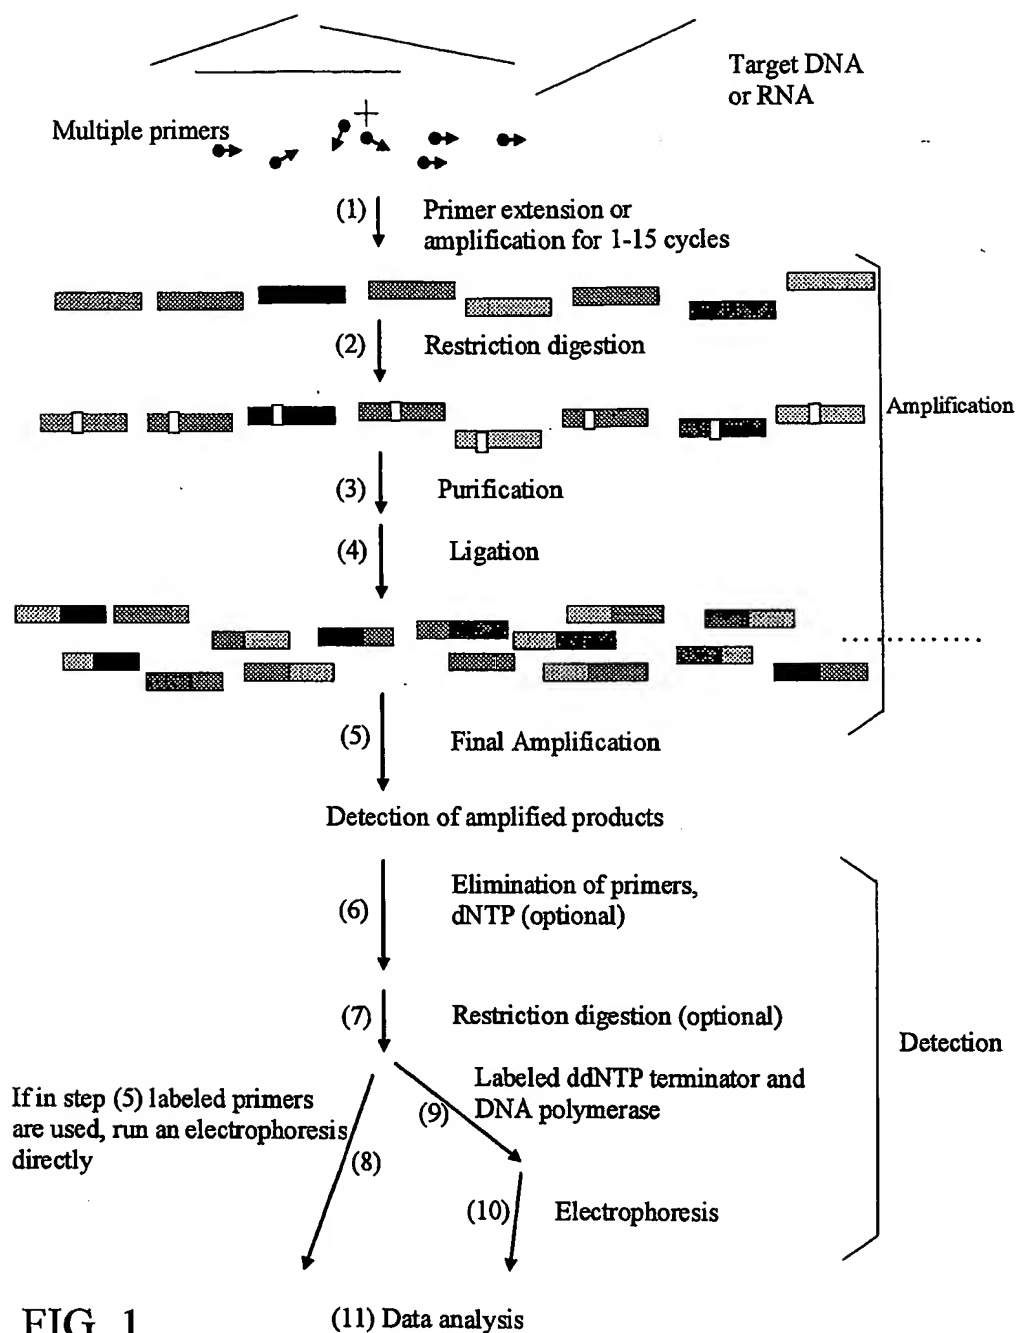 Target DNA
or RNA
Multiple primers
(1)
Primer extension or
amplification for 1-15 cycles
(2)
Restriction digestion
Amplification
(3)
Purification
(4)
Ligation
(5)
Final Amplification
Detection of amplified products
(6)
Elimination of primers,
dNTP (optional)
(7)
Restriction digestion (optional)
Detection
If in step (5) labeled primers
are used, run an electrophoresis
directly
(8)
Labeled ddNTP terminator and
DNA polymerase
(9)
(10)
Electrophoresis
FIG. 1
(11) Data analysis